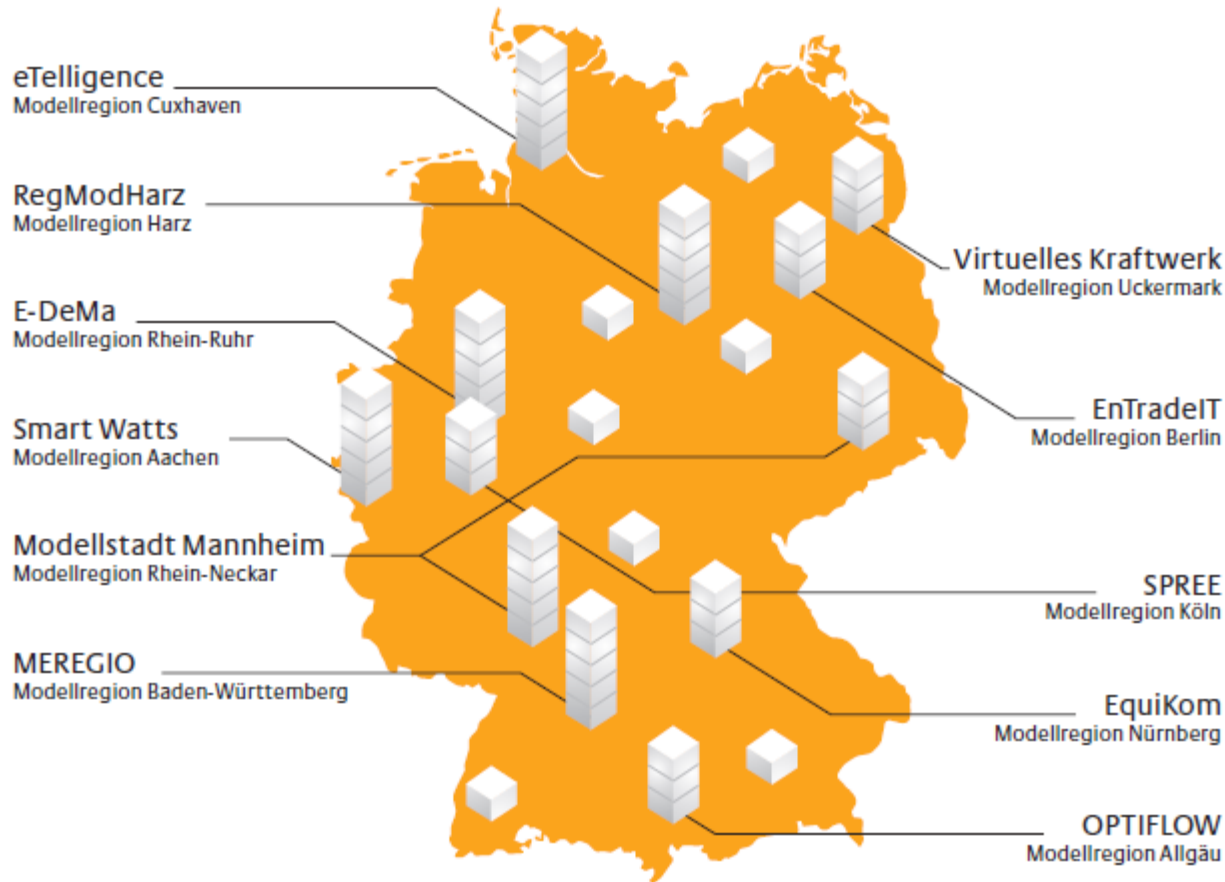 eTelligence
Modellregion Cuxhaven
RegModHarz
Modellregion Harz
E-DeMa
Modellregion Rhein-Ruhr
Smart Watts
Modellregion Aachen
Modellstadt Mannheim
Modellregion Rhein-Neckar
MEREGIO
Modellregion Baden-Württemberg
Virtuelles Kraftwerk
Modellregion Uckermark
EnTradeIT
Modellregion Berlin
SPREE
Modellregion Köln
EquiKom
Modellregion Nürnberg
OPTIFLOW
Modellregion Allgäu